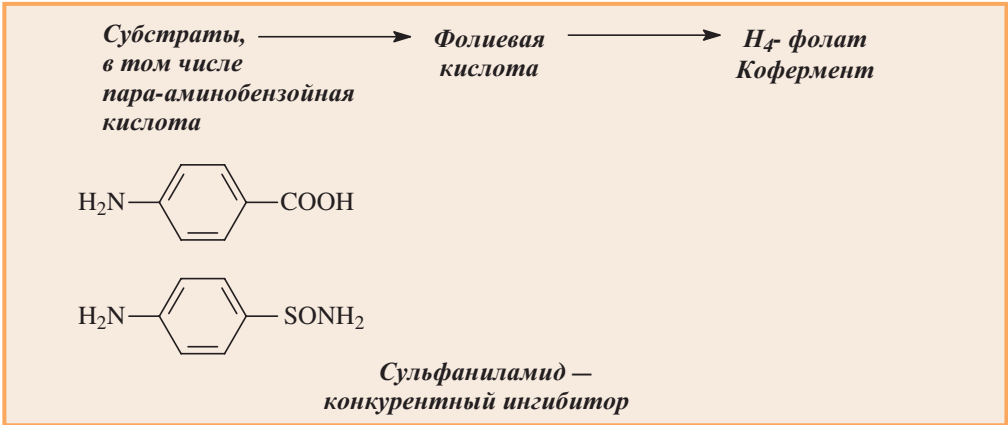 Субстраты,
в том числе
пара-аминобензойная
кислота
Фолиевая
кислота
H₄- фолат
Кофермент
H₂N COOH
H₂N SONH₂
Сульфаниламид —
конкурентный ингибитор